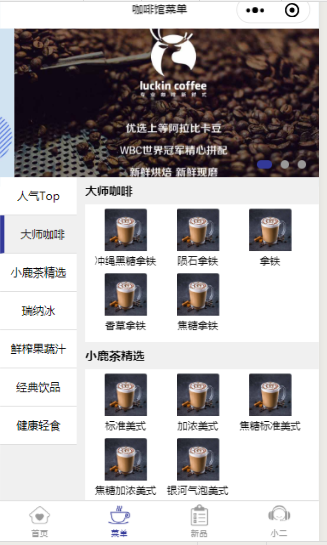 咖啡馆菜单
luckin coffee
优选上等阿拉比卡豆
WBC世界冠军精心拼配
新鲜烘焙 新鲜现磨
人气Top
大师咖啡
小鹿茶精选
瑞纳冰
鲜榨果蔬汁
经典饮品
健康轻食
大师咖啡
冲绳黑糖拿铁
陨石拿铁
拿铁
香草拿铁
焦糖拿铁
小鹿茶精选
标准美式
加浓美式
焦糖标准美式
焦糖加浓美式
银河气泡美式
首页
菜单
新品
小二